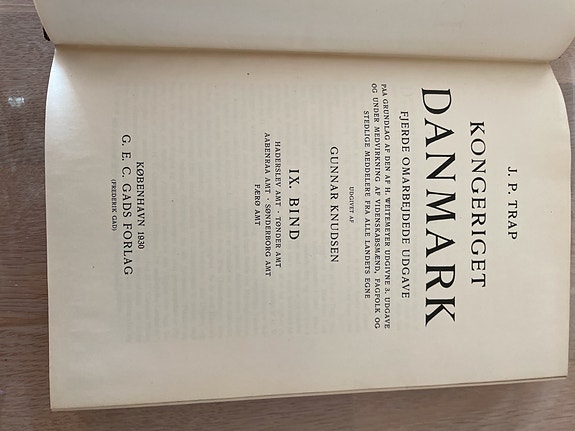 J. P. TRAP
KONGERIGET
DANMARK
FJERDE OMARBEJDEDE UDGAVE
PAA GRUNDLAG AF DEN AF H. WEITEMEYER UDGIVNE 3. UDGAVE
OG UNDER MEDVIRKNING AF VIDENSKABSMÆND, FAGFOLK OG
STEDLIGE MEDDELERE FRA ALLE LANDETS EGNE
UDGIVET AF
GUNNAR KNUDSEN
IX. BIND
HADERSLEV AMT · TØNDER AMT
AABENRAA AMT · SØNDERBORG AMT
FÆRØ AMT
KØBENHAVN 1930
G. E. C. GADS FORLAG
(FREDERIK GAD)